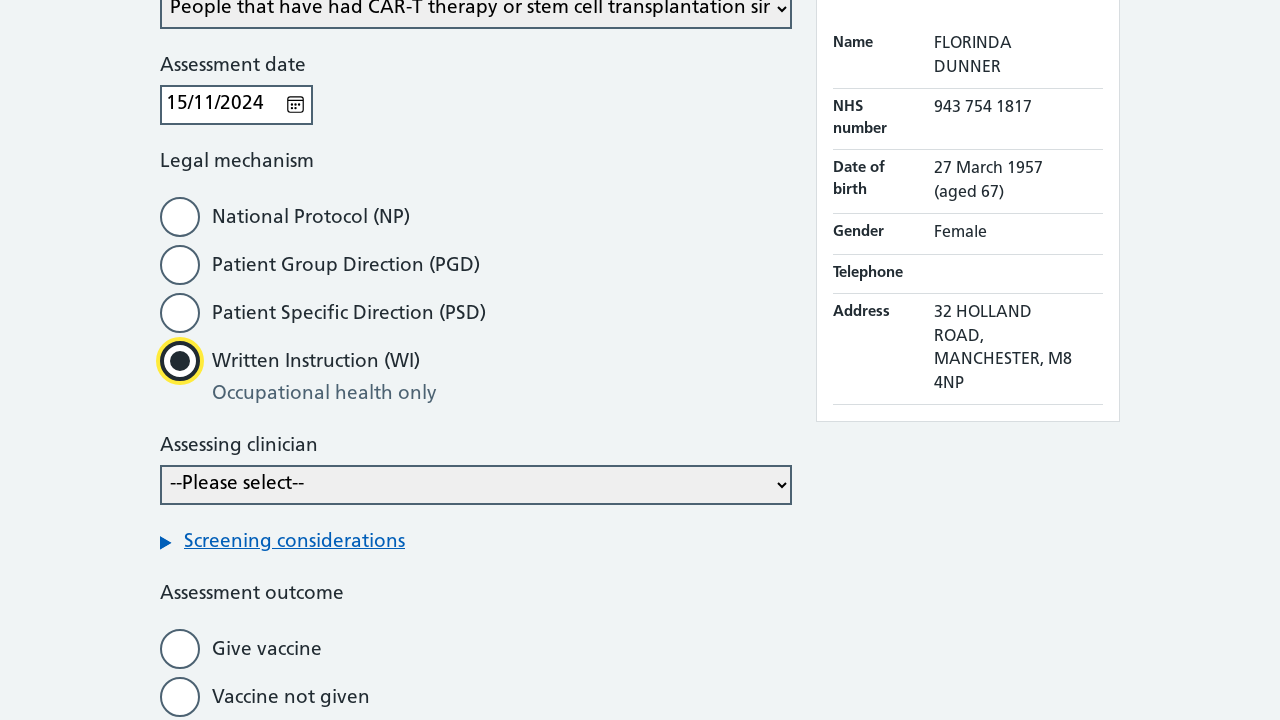 People that have had CAR-T therapy or stem cell transplantation sir
Assessment date
15/11/2024
Legal mechanism
National Protocol (NP)
Patient Group Direction (PGD)
Patient Specific Direction (PSD)
Written Instruction (WI)
Occupational health only
Assessing clinician
--Please select--
Screening considerations
Assessment outcome
Give vaccine
Vaccine not given
Name FLORINDA
DUNNER
NHS 943 754 1817
number
Date of 27 March 1957
birth (aged 67)
Gender Female
Telephone
Address 32 HOLLAND
ROAD,
MANCHESTER, M8
4NP